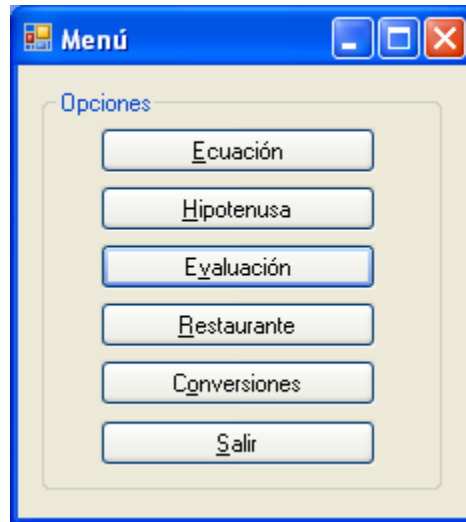 Menú
Opciones
Ecuación
Hipotenusa
Evaluación
Restaurante
Conversiones
Salir